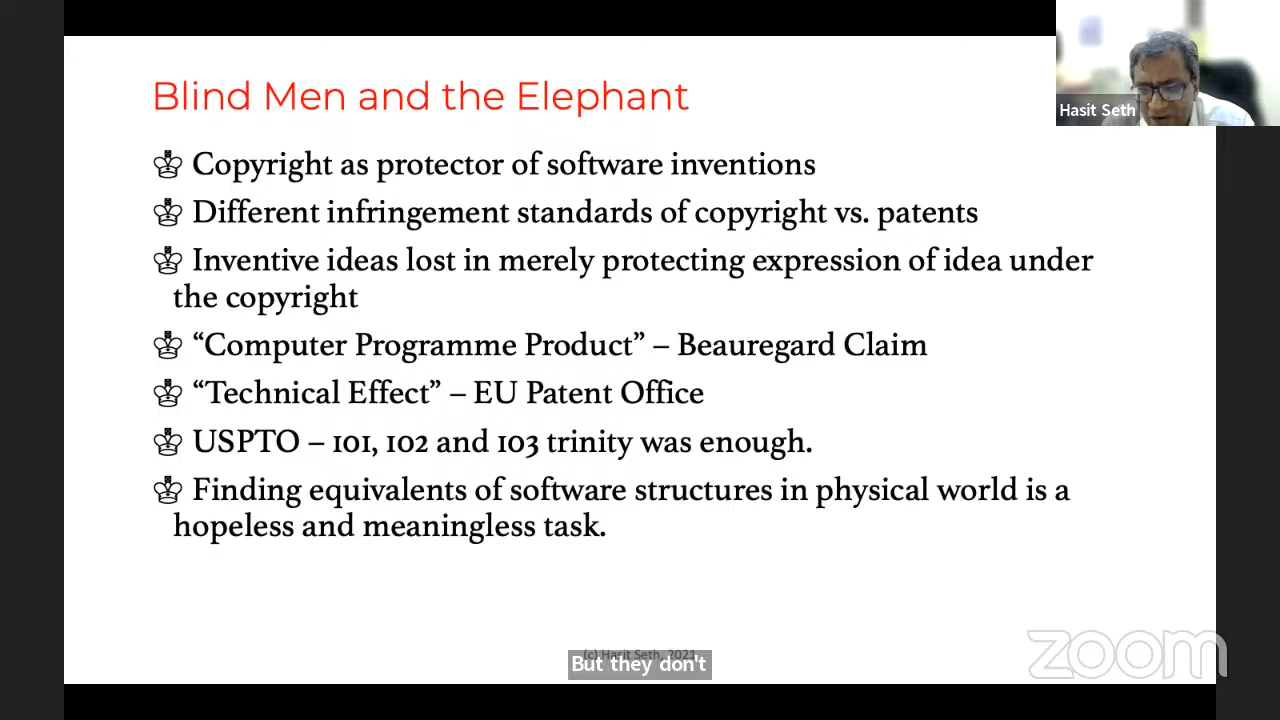 Blind Men and the Elephant
Hasit Seth
♔ Copyright as protector of software inventions
♔ Different infringement standards of copyright vs. patents
♔ Inventive ideas lost in merely protecting expression of idea under
the copyright
♔ “Computer Programme Product” – Beauregard Claim
♔ “Technical Effect” – EU Patent Office
♔ USPTO – 101, 102 and 103 trinity was enough.
♔ Finding equivalents of software structures in physical world is a
hopeless and meaningless task.
(c) Hasit Seth, 2021
But they don't
zoom